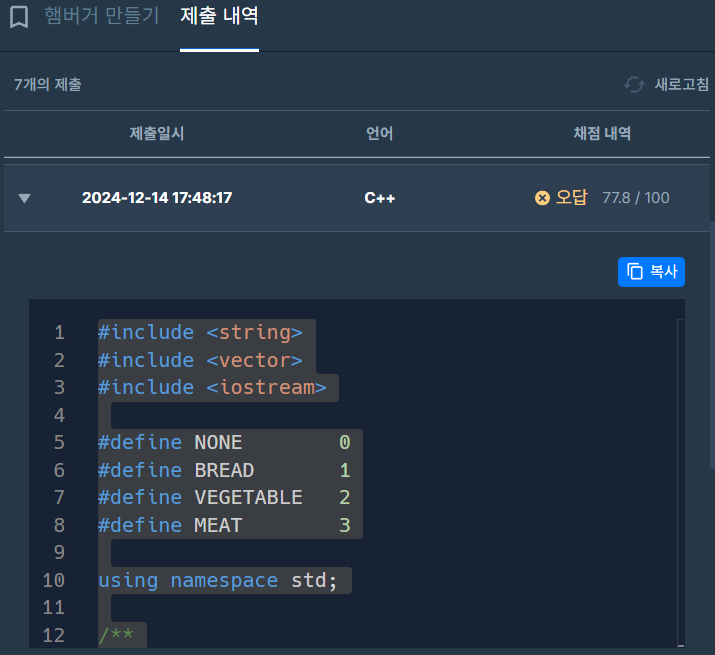 햄버거 만들기 제출 내역
7개의 제출 새로고침
제출일시 언어 채점 내역
2024-12-14 17:48:17 C++ 오답 77.8 / 100
복사
1 #include <string>
2 #include <vector>
3 #include <iostream>
4
5 #define NONE 0
6 #define BREAD 1
7 #define VEGETABLE 2
8 #define MEAT 3
9
10 using namespace std;
11
12 /**